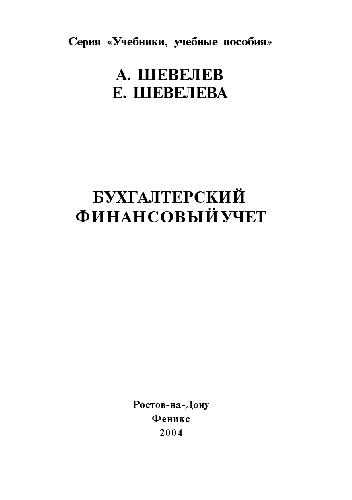 Серия «Учебники, учебные пособия»
А. ШЕВЕЛЕВ
Е. ШЕВЕЛЕВА
БУХГАЛТЕРСКИЙ
ФИНАНСОВЫЙ УЧЕТ
Ростов-на-Дону
Феникс
2004